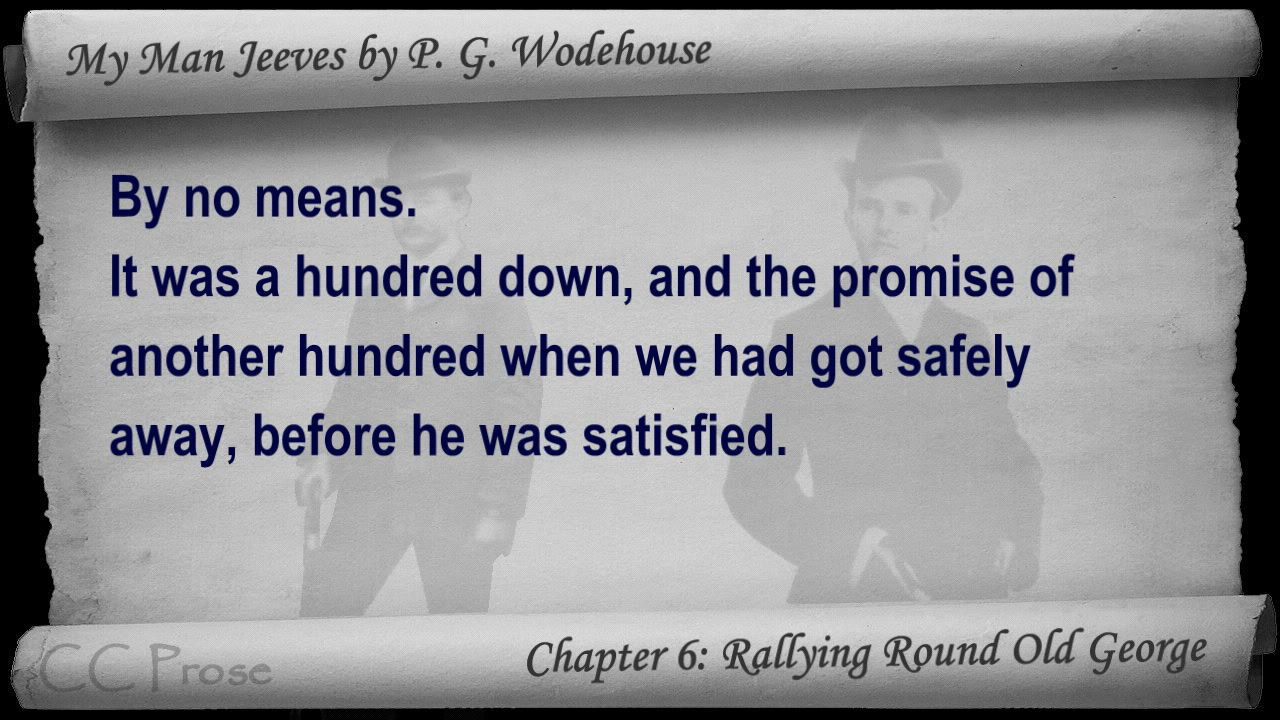 My Man Jeeves by P. G. Wodehouse
By no means.
It was a hundred down, and the promise of
another hundred when we had got safely
away, before he was satisfied.
CC Prose
Chapter 6: Rallying Round Old George